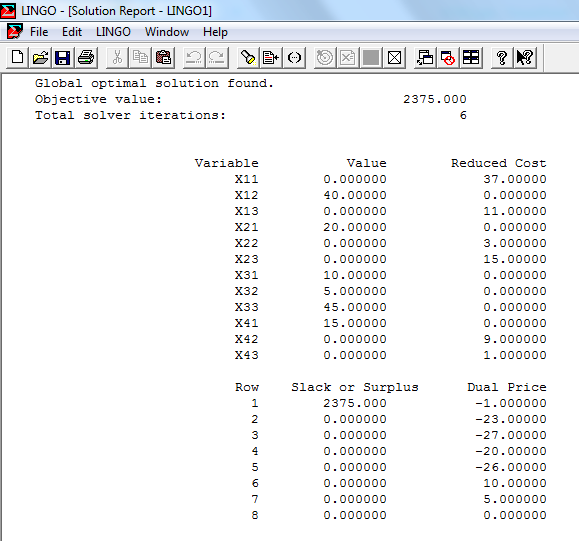 LINGO - [Solution Report - LINGO1]
File Edit LINGO Window Help
Global optimal solution found.
Objective value: 2375.000
Total solver iterations: 6
Variable Value Reduced Cost
X11 0.000000 37.00000
X12 40.00000 0.000000
X13 0.000000 11.00000
X21 20.00000 0.000000
X22 0.000000 3.000000
X23 0.000000 15.00000
X31 10.00000 0.000000
X32 5.000000 0.000000
X33 45.00000 0.000000
X41 15.00000 0.000000
X42 0.000000 9.000000
X43 0.000000 1.000000
Row Slack or Surplus Dual Price
1 2375.000 -1.000000
2 0.000000 -23.00000
3 0.000000 -27.00000
4 0.000000 -20.00000
5 0.000000 -26.00000
6 0.000000 10.00000
7 0.000000 5.000000
8 0.000000 0.000000